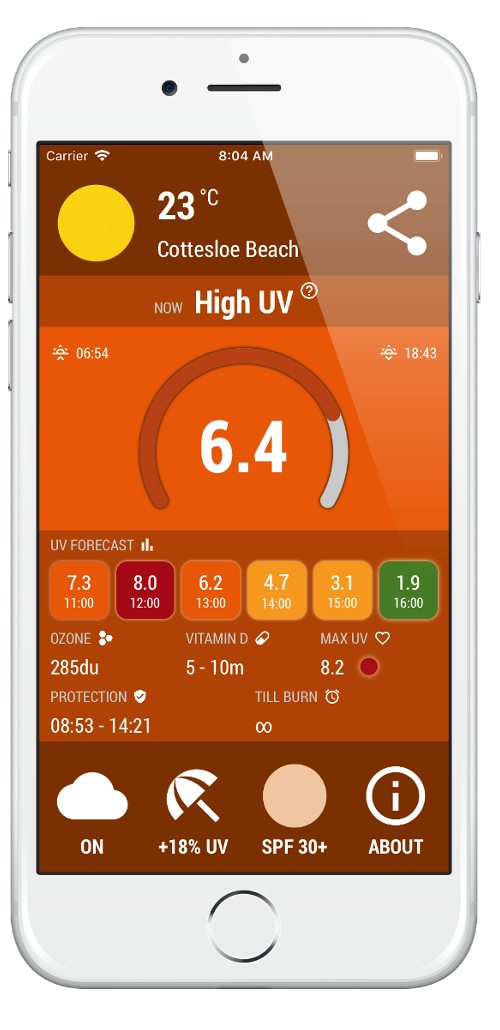 Carrier 8:04 AM
23 °C
Cottesloe Beach
NOW High UV ?
06:54 18:43
6.4
UV FORECAST
7.3 8.0 6.2 4.7 3.1 1.9
11:00 12:00 13:00 14:00 15:00 16:00
OZONE VITAMIN D MAX UV
285du 5 - 10m 8.2
PROTECTION TILL BURN
08:53 - 14:21 ∞
ON +18% UV SPF 30+ ABOUT